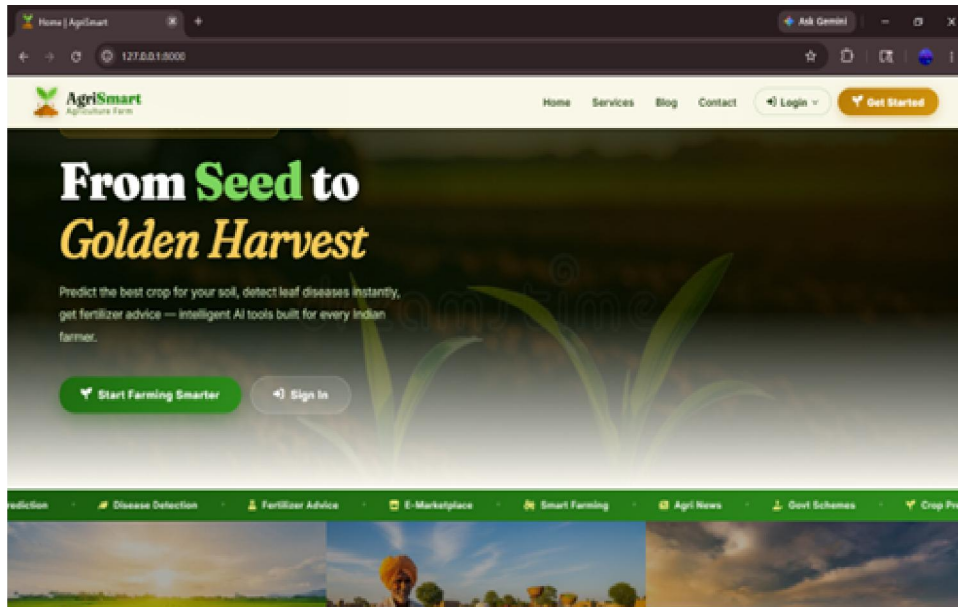 Home | AgriSmart
Ask Gemini
127.0.0.1:8000
AgriSmart
Agriculture Farm
Home Services Blog Contact Login Get Started
From Seed to
Golden Harvest
Predict the best crop for your soil, detect leaf diseases instantly,
get fertilizer advice — intelligent AI tools built for every Indian
farmer.
Start Farming Smarter Sign In
rediction • Disease Detection • Fertilizer Advice • E-Marketplace • Smart Farming • Agri News • Govt Schemes • Crop Pr